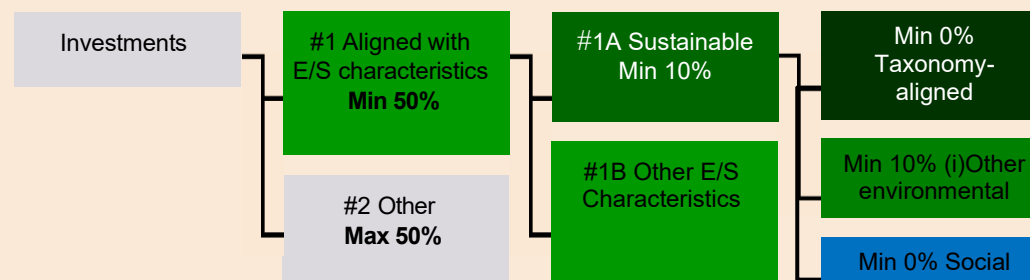 Investments
#1 Aligned with
E/S characteristics
Min 50%
#2 Other
Max 50%
#1A Sustainable
Min 10%
#1B Other E/S
Characteristics
Min 0%
Taxonomy-
aligned
Min 10% (i)Other
environmental
Min 0% Social